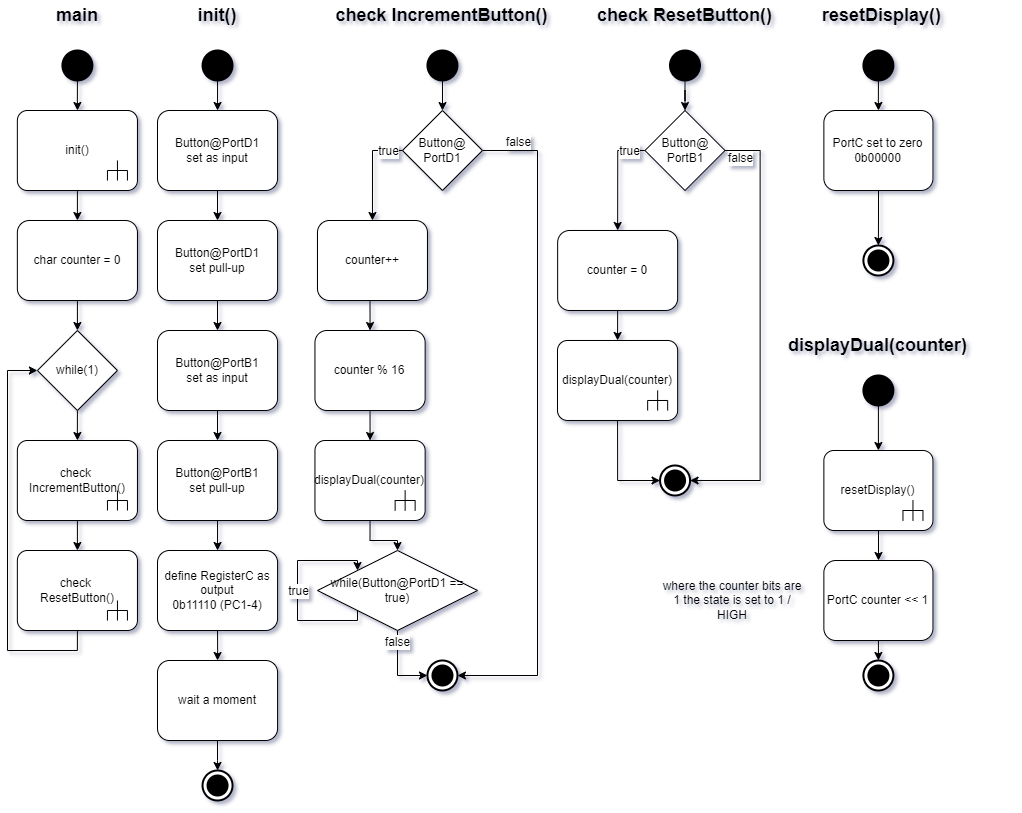 main
init()
char counter = 0
while(1)
check
IncrementButton()
check
ResetButton()
init()
Button@PortD1
set as input
Button@PortD1
set pull-up
Button@PortB1
set as input
Button@PortB1
set pull-up
define RegisterC as
output
0b11110 (PC1-4)
wait a moment
check IncrementButton()
Button@
PortD1
true
false
counter++
counter % 16
displayDual(counter)
while(Button@PortD1 ==
true)
true
false
check ResetButton()
Button@
PortB1
true
false
counter = 0
displayDual(counter)
resetDisplay()
PortC set to zero
0b00000
displayDual(counter)
resetDisplay()
PortC counter << 1
where the counter bits are
1 the state is set to 1 /
HIGH